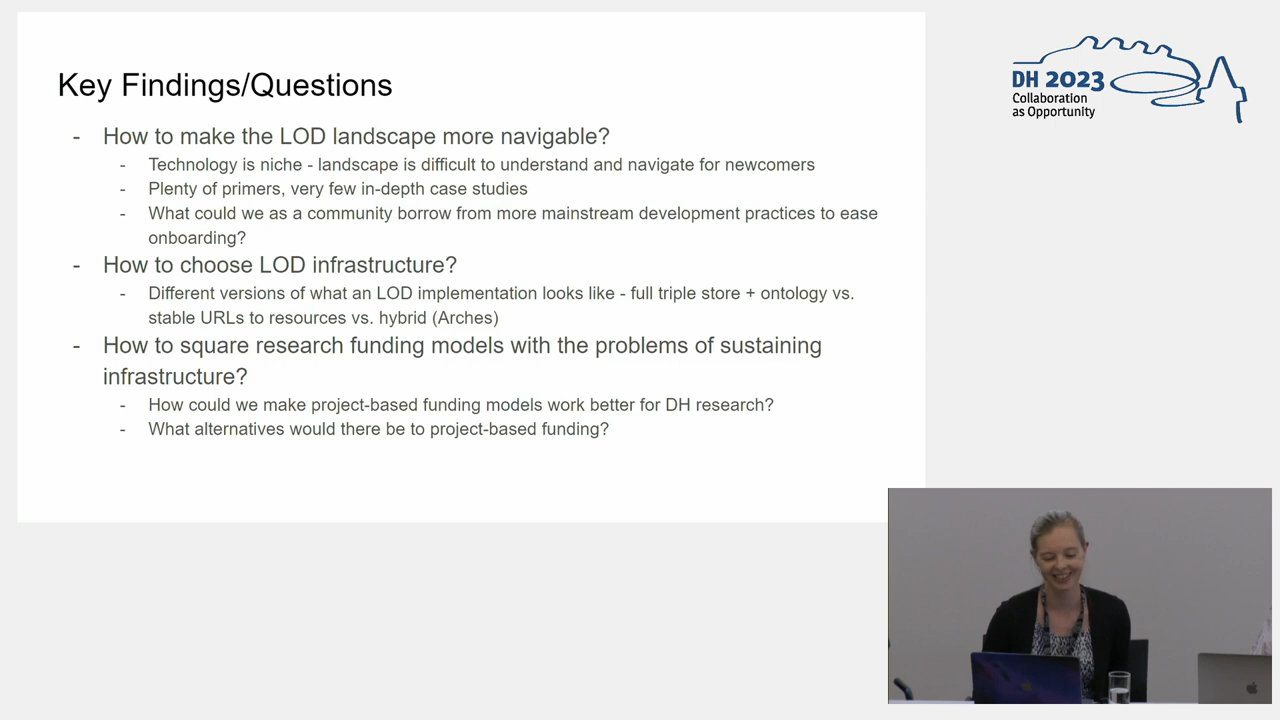 Key Findings/Questions
- How to make the LOD landscape more navigable?
- Technology is niche - landscape is difficult to understand and navigate for newcomers
- Plenty of primers, very few in-depth case studies
- What could we as a community borrow from more mainstream development practices to ease
onboarding?
- How to choose LOD infrastructure?
- Different versions of what an LOD implementation looks like - full triple store + ontology vs.
stable URLs to resources vs. hybrid (Arches)
- How to square research funding models with the problems of sustaining
infrastructure?
- How could we make project-based funding models work better for DH research?
- What alternatives would there be to project-based funding?
DH 2023
Collaboration
as Opportunity